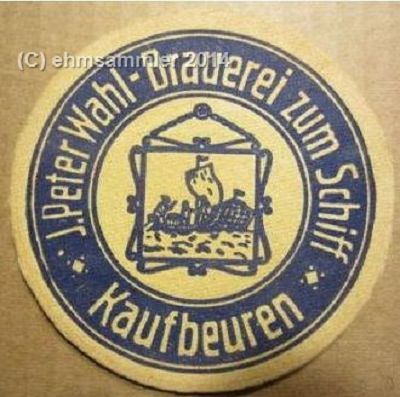 (C) ehmsammler 2014
J. Peter Wahl-Brauerei zum Schiff
Kaufbeuren